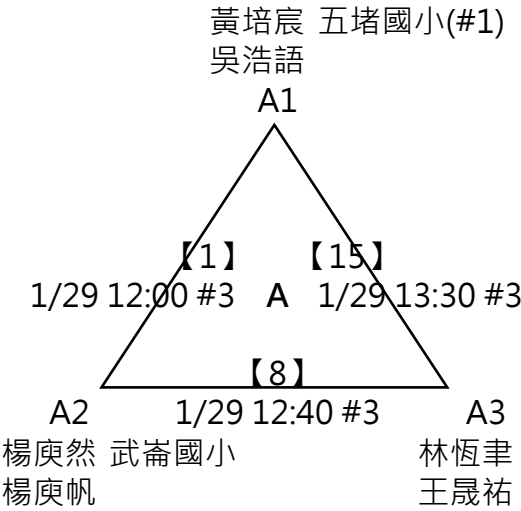 黃培宸 五堵國小(#1)
吳浩語
A1
【1】 【15】
1/29 12:00 #3 A 1/29 13:30 #3
【8】
A2 1/29 12:40 #3 A3
楊庾然 武崙國小 林恆聿
楊庾帆 王晟祐